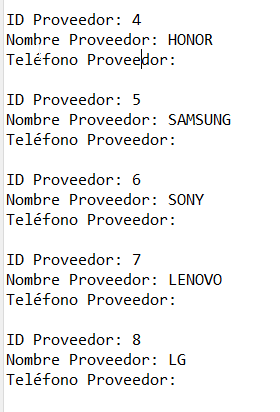 ID Proveedor: 4
Nombre Proveedor: HONOR
Teléfono Proveedor:
ID Proveedor: 5
Nombre Proveedor: SAMSUNG
Teléfono Proveedor:
ID Proveedor: 6
Nombre Proveedor: SONY
Teléfono Proveedor:
ID Proveedor: 7
Nombre Proveedor: LENOVO
Teléfono Proveedor:
ID Proveedor: 8
Nombre Proveedor: LG
Teléfono Proveedor: